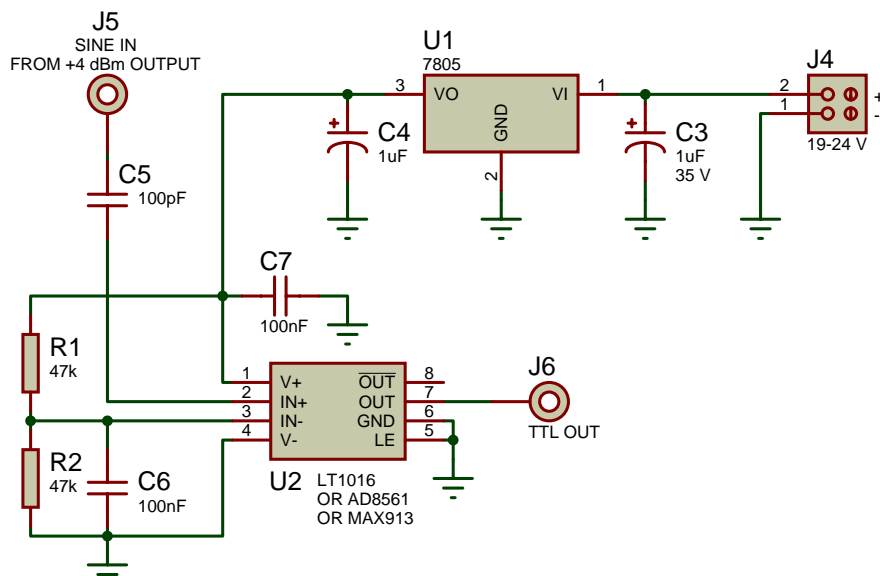 J5
SINE IN
FROM +4 dBm OUTPUT
U1
7805
J4
3
VO
VI
1
2
1
+
-
GND
2
19-24 V
C4
1uF
C3
1uF
35 V
C5
100pF
C7
100nF
R1
47k
1
V+
OUT
8
2
IN+
OUT
7
3
IN-
GND
6
4
V-
LE
5
J6
TTL OUT
R2
47k
C6
100nF
U2
LT1016
OR AD8561
OR MAX913